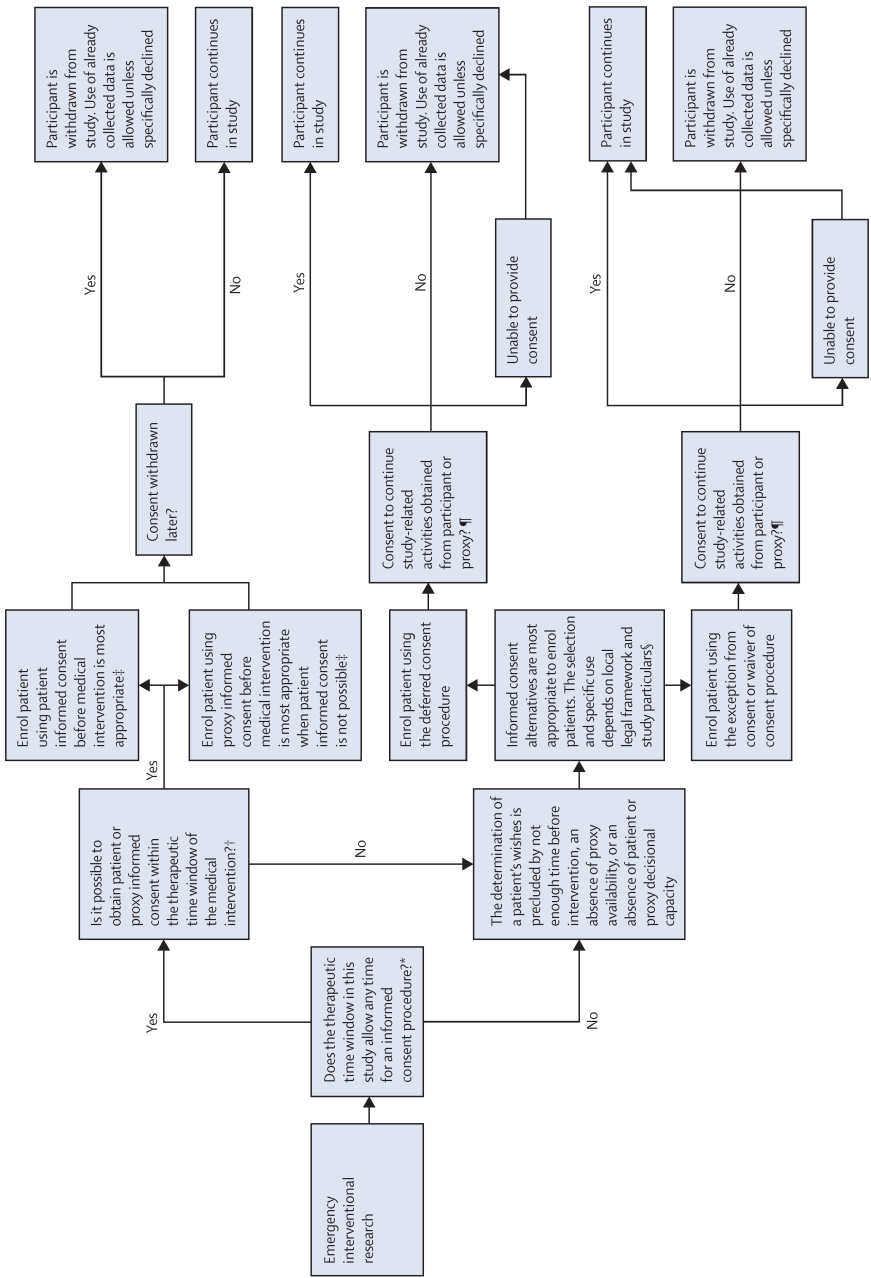 Emergency
interventional
research
Does the therapeutic
time window in this
study allow any time
for an informed
consent procedure?*
Yes
No
Is it possible to
obtain patient or
proxy informed
consent within
the therapeutic
time window of
the medical
intervention?†
Yes
No
The determination of
a patient's wishes is
precluded by not
enough time before
intervention, an
absence of proxy
availability, or an
absence of patient or
proxy decisional
capacity
Enrol patient
using patient
informed consent
before medical
intervention is most
appropriate‡
Enrol patient using
proxy informed
consent before
medical intervention
is most appropriate
when patient
informed consent
is not possible‡
Enrol patient using
the deferred consent
procedure
Informed consent
alternatives are most
appropriate to enrol
patients. The selection
and specific use
depends on local
legal framework and
study particulars§
Enrol patient using
the exception from
consent or waiver of
consent procedure
Consent withdrawn
later?
Yes
No
Consent to continue
study-related
activities obtained
from participant or
proxy?¶
Yes
No
Unable to provide
consent
Consent to continue
study-related
activities obtained
from participant or
proxy?¶
Yes
No
Unable to provide
consent
Participant is
withdrawn from
study. Use of already
collected data is
allowed unless
specifically declined
Participant continues
in study
Participant continues
in study
Participant is
withdrawn from
study. Use of already
collected data is
allowed unless
specifically declined
Participant continues
in study
Participant is
withdrawn from
study. Use of already
collected data is
allowed unless
specifically declined